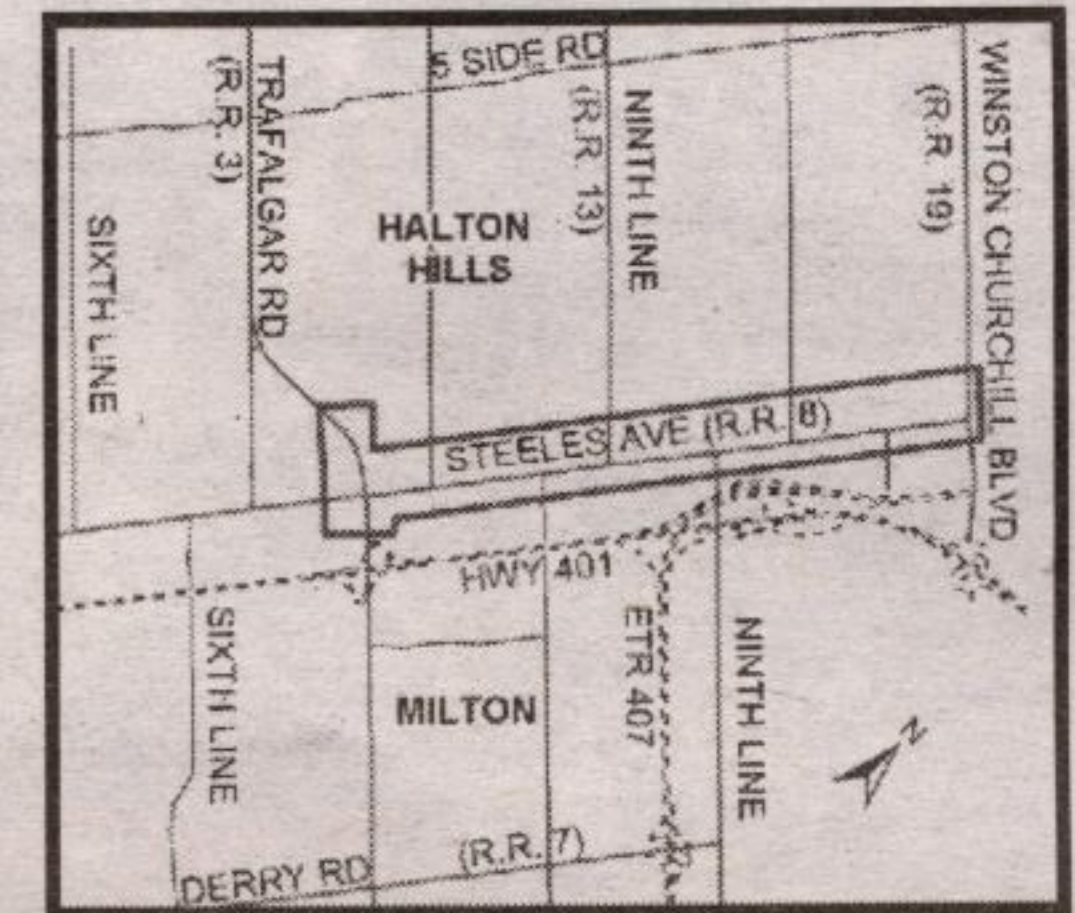 5 SIDE RD
TRAFALGAR RD
(R.R. 3)
NINTH LINE
(R.R. 13)
WINSTON CHURCHILL BLVD
(R.R. 19)
HALTON
HILLS
SIXTH LINE
STEELES AVE (R.R. 8)
HWY 401
SIXTH LINE
ETR 407
NINTH LINE
MILTON
N
DERRY RD
(R.R. 7)